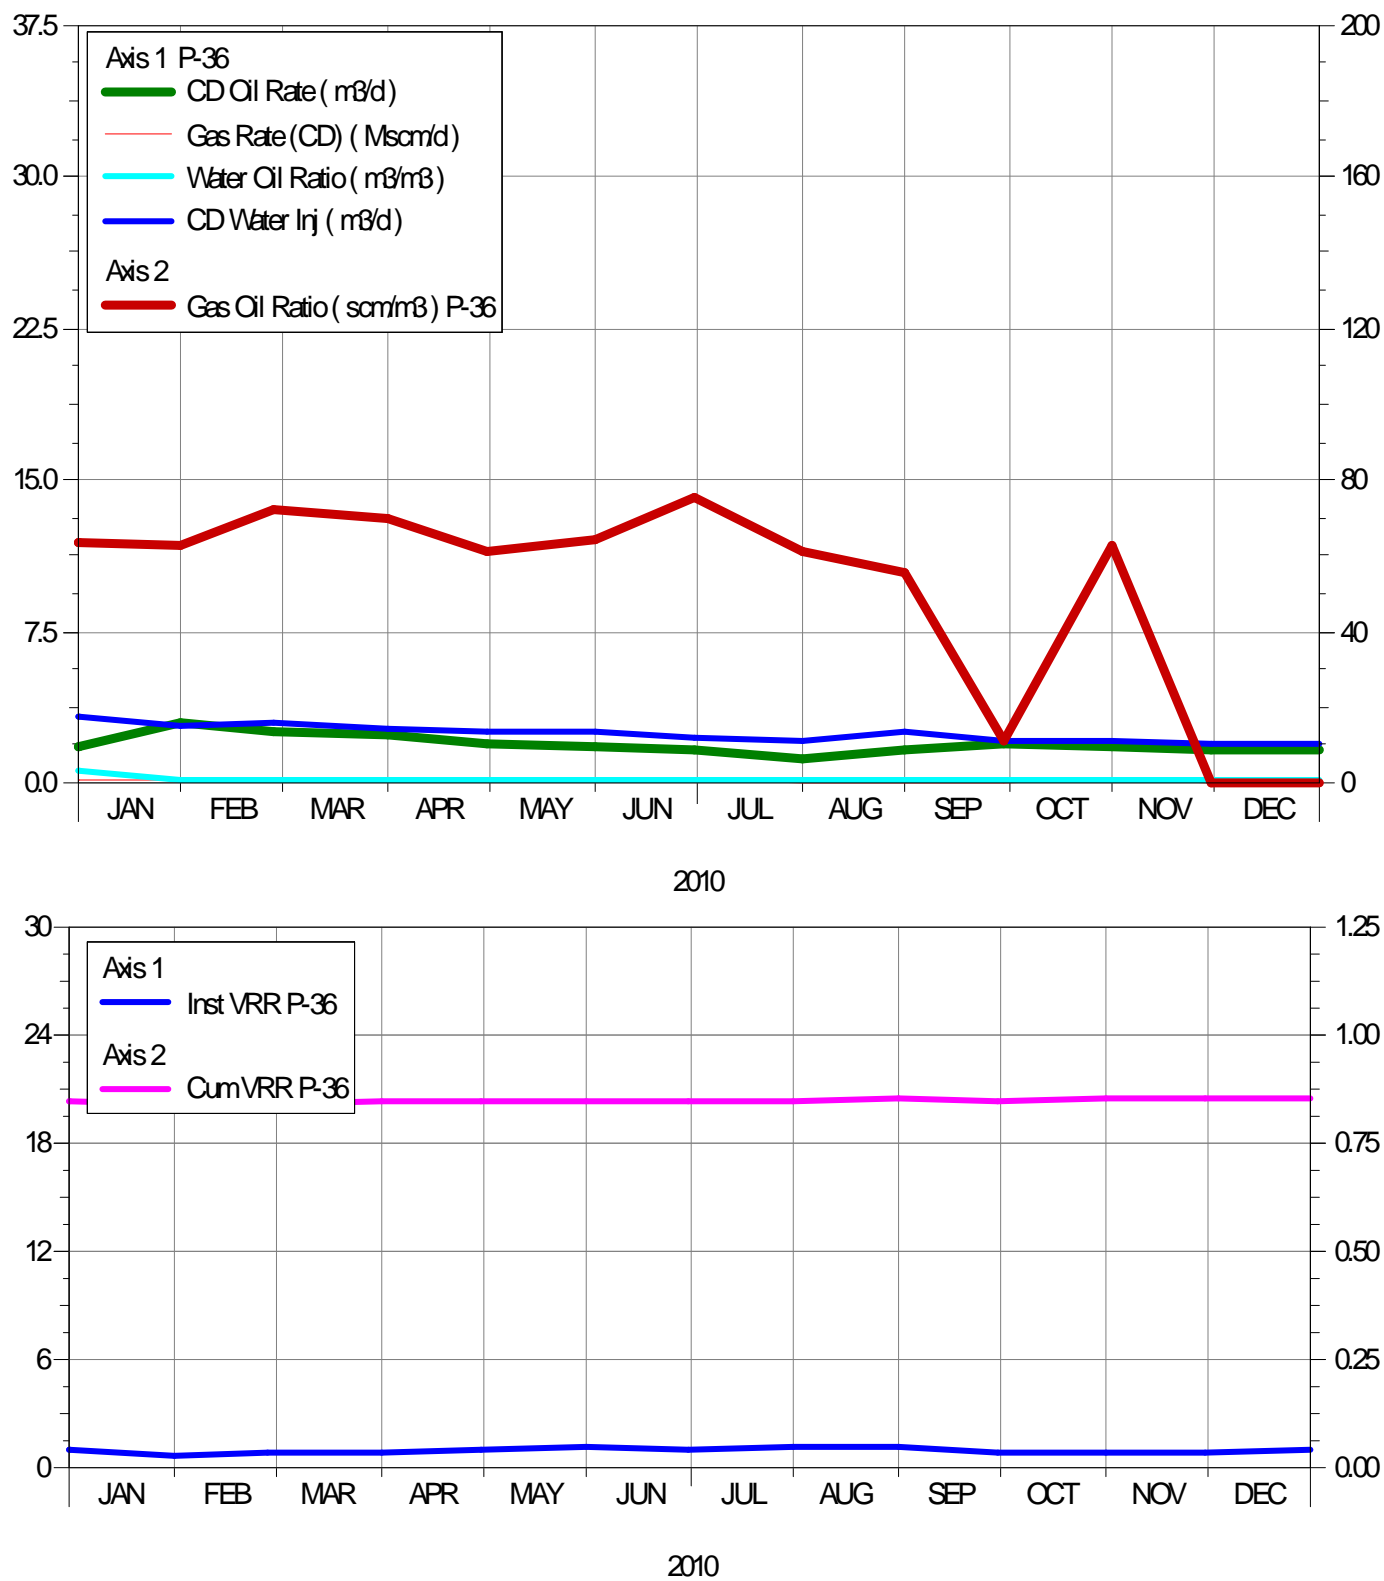 37.5
200
Axis 1 P-36
CD Oil Rate ( m3/d )
Gas Rate (CD) ( Mscm/d )
Water Oil Ratio ( m3/m3 )
CD Water Inj ( m3/d )
Axis 2
Gas Oil Ratio ( scm/m3 ) P-36
30.0
160
22.5
120
15.0
80
7.5
40
0.0
0
JAN FEB MAR APR MAY JUN JUL AUG SEP OCT NOV DEC
2010
30
1.25
Axis 1
Inst VRR P-36
Axis 2
Cum VRR P-36
24
1.00
18
0.75
12
0.50
6
0.25
0
0.00
JAN FEB MAR APR MAY JUN JUL AUG SEP OCT NOV DEC
2010